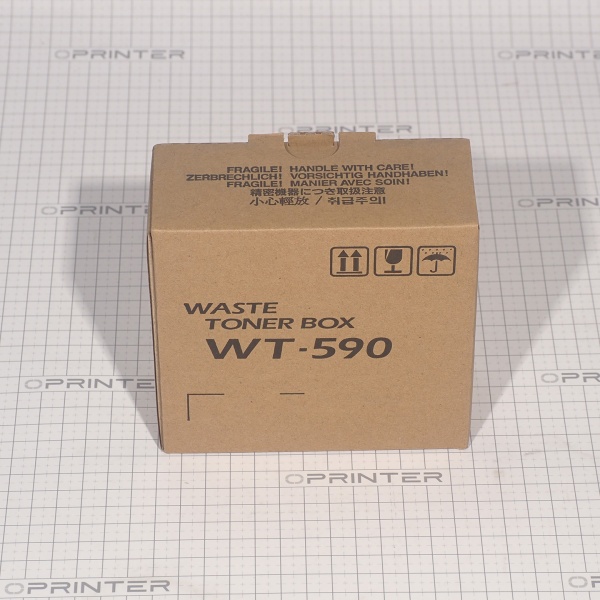 OPRINTER
OPRINTER
OPRINTER
FRAGILE! HANDLE WITH CARE!
ZERBRECHLICH! VORSICHTIG HANDHABEN!
FRAGILE! MANIER AVEC SOIN!
精密機器につき取扱注意
小心輕放 / 취급주의!
OPRINTER
OPRINTER
WASTE
TONER BOX
WT-590
OPRINTER
OPRINTER
OPRINTER
OPRINTER
OPRINTER